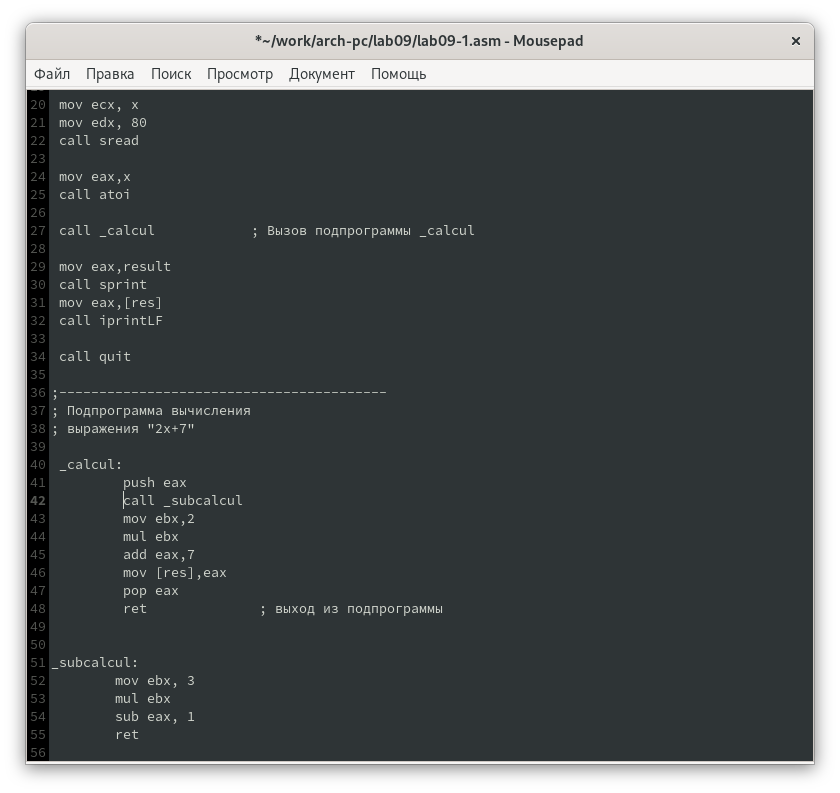 *~/work/arch-pc/lab09/lab09-1.asm - Mousepad
Файл Правка Поиск Просмотр Документ Помощь
20 mov ecx, x
21 mov edx, 80
22 call sread
23
24 mov eax,x
25 call atoi
26
27 call _calcul ; Вызов подпрограммы _calcul
28
29 mov eax,result
30 call sprint
31 mov eax,[res]
32 call iprintLF
33
34 call quit
35
36 ;-----------------------------------------
37 ; Подпрограмма вычисления
38 ; выражения "2x+7"
39
40 _calcul:
41 push eax
42 call _subcalcul
43 mov ebx,2
44 mul ebx
45 add eax,7
46 mov [res],eax
47 pop eax
48 ret ; выход из подпрограммы
49
50
51 _subcalcul:
52 mov ebx, 3
53 mul ebx
54 sub eax, 1
55 ret
56